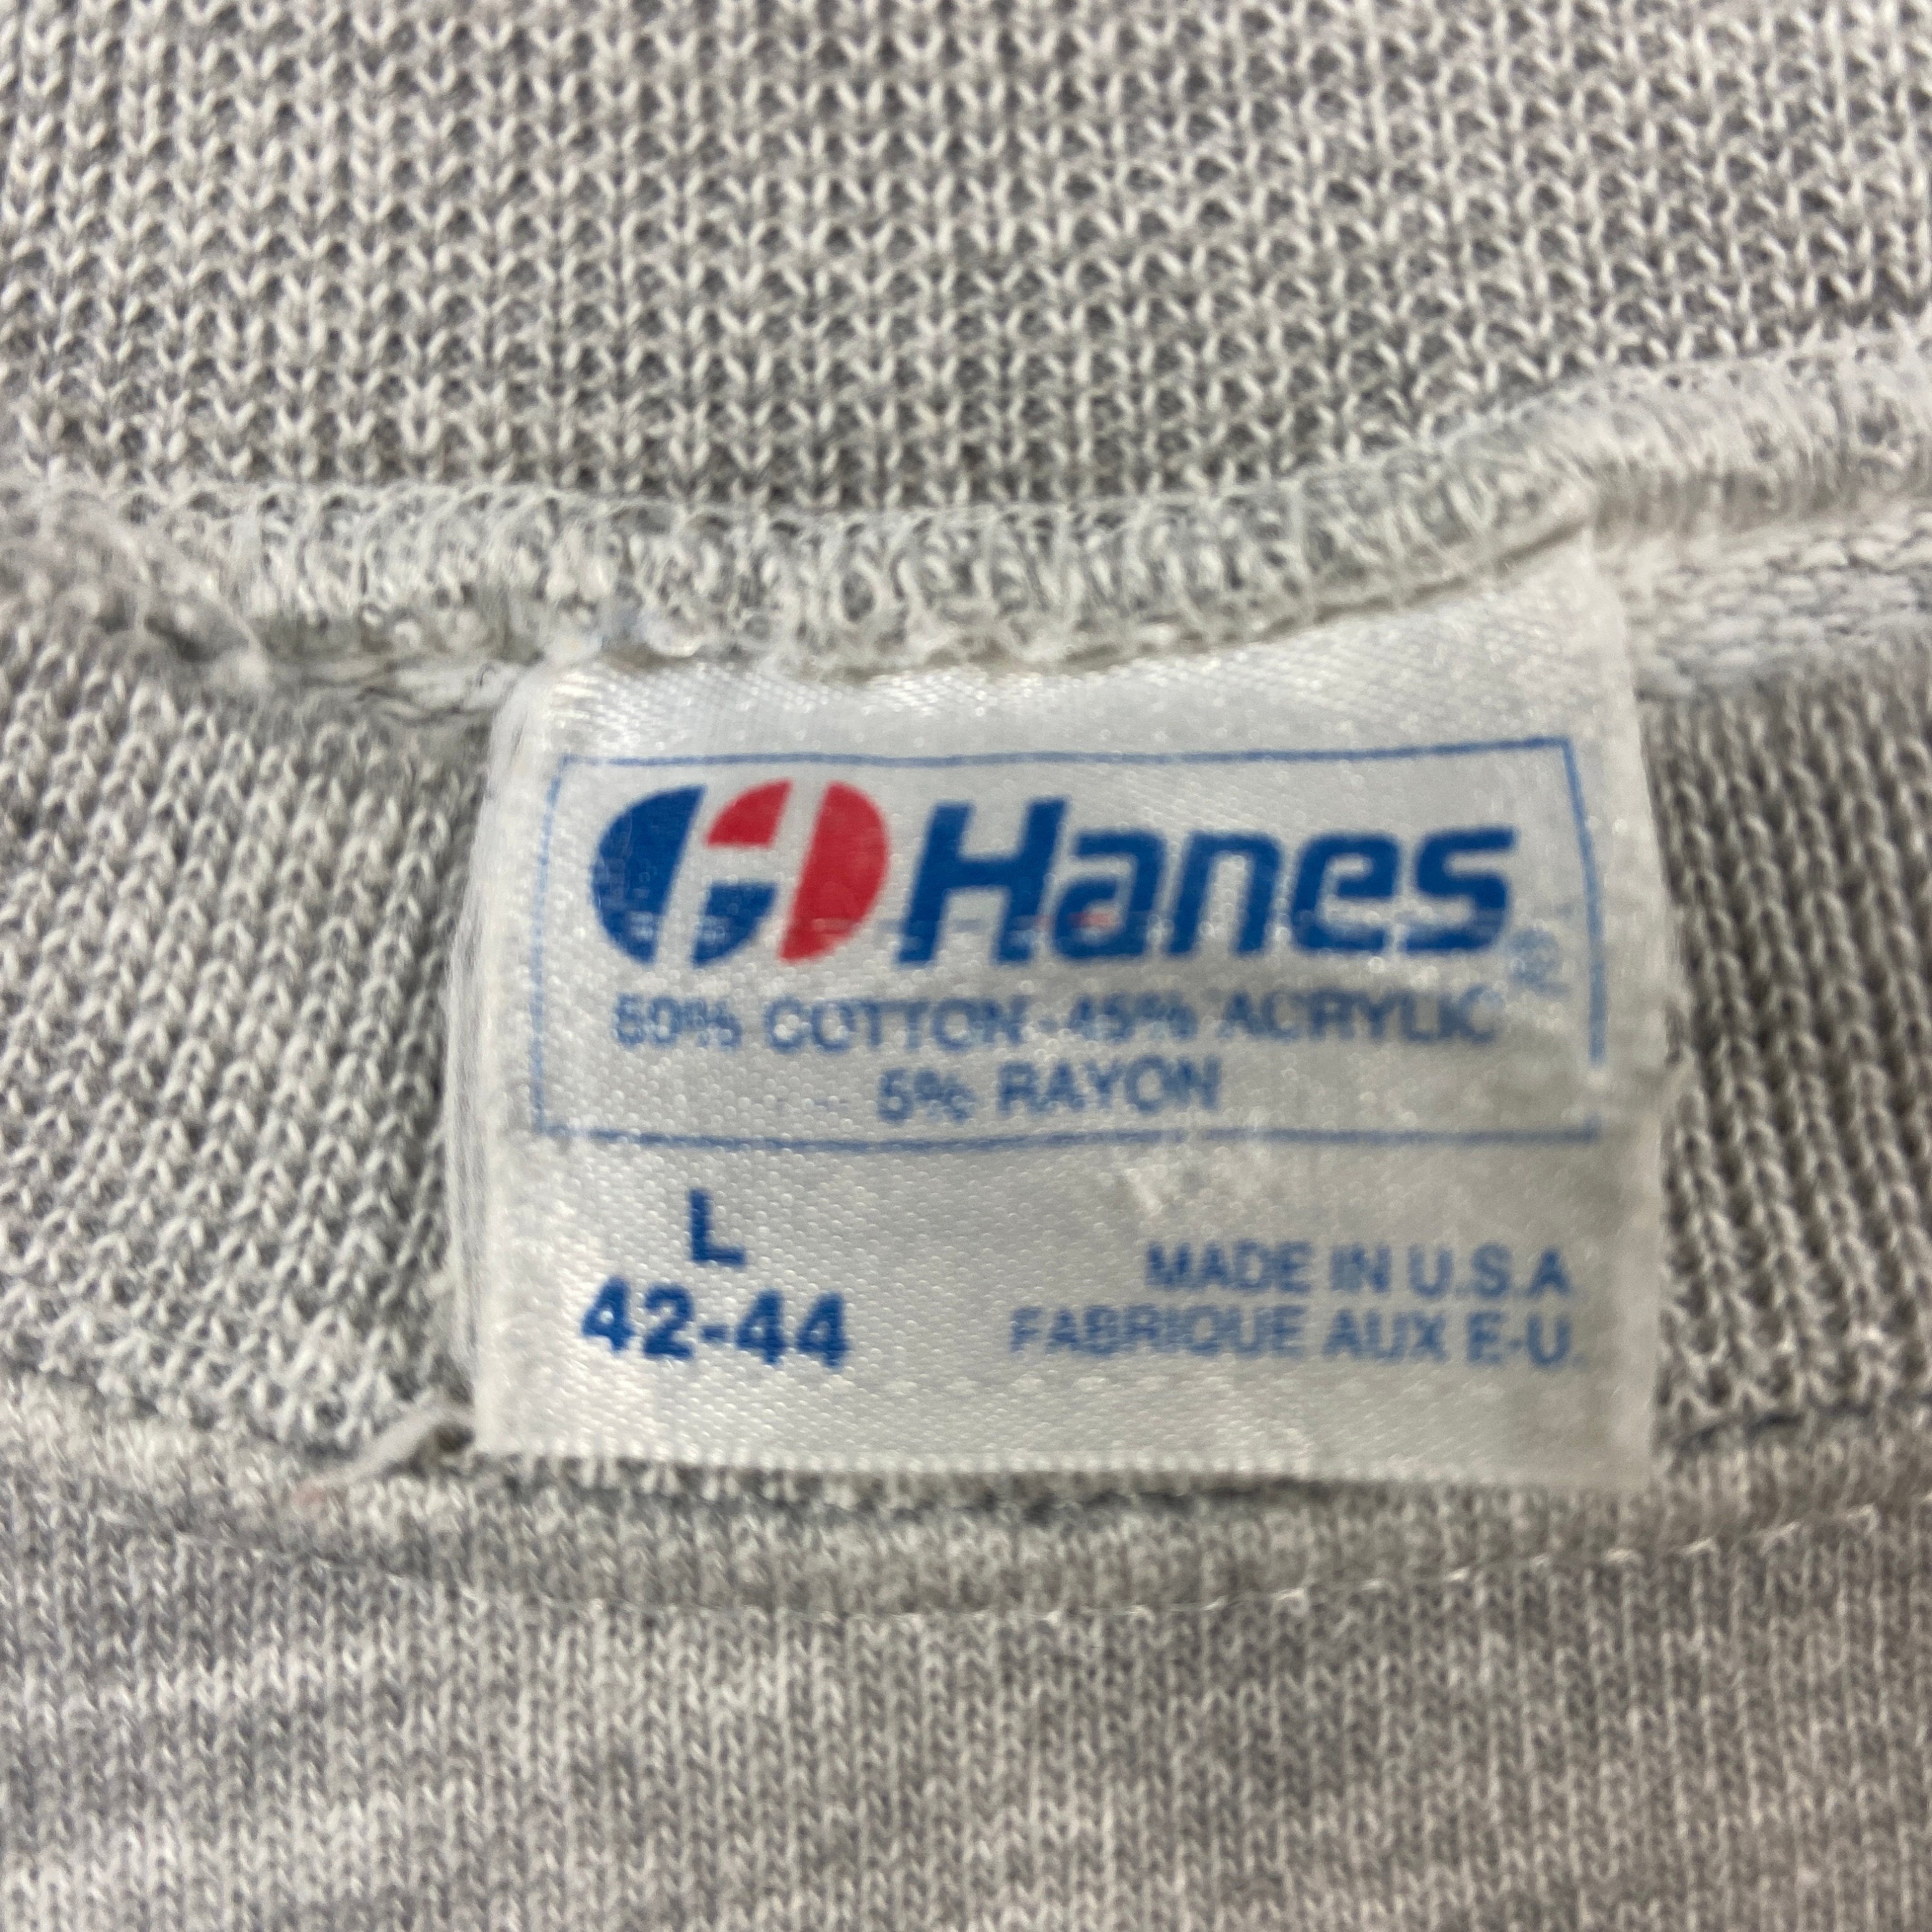 Hanes®
50% COTTON-45% ACRYLIC
5% RAYON
L
42-44
MADE IN U.S.A
FABRIQUE AUX E-U.